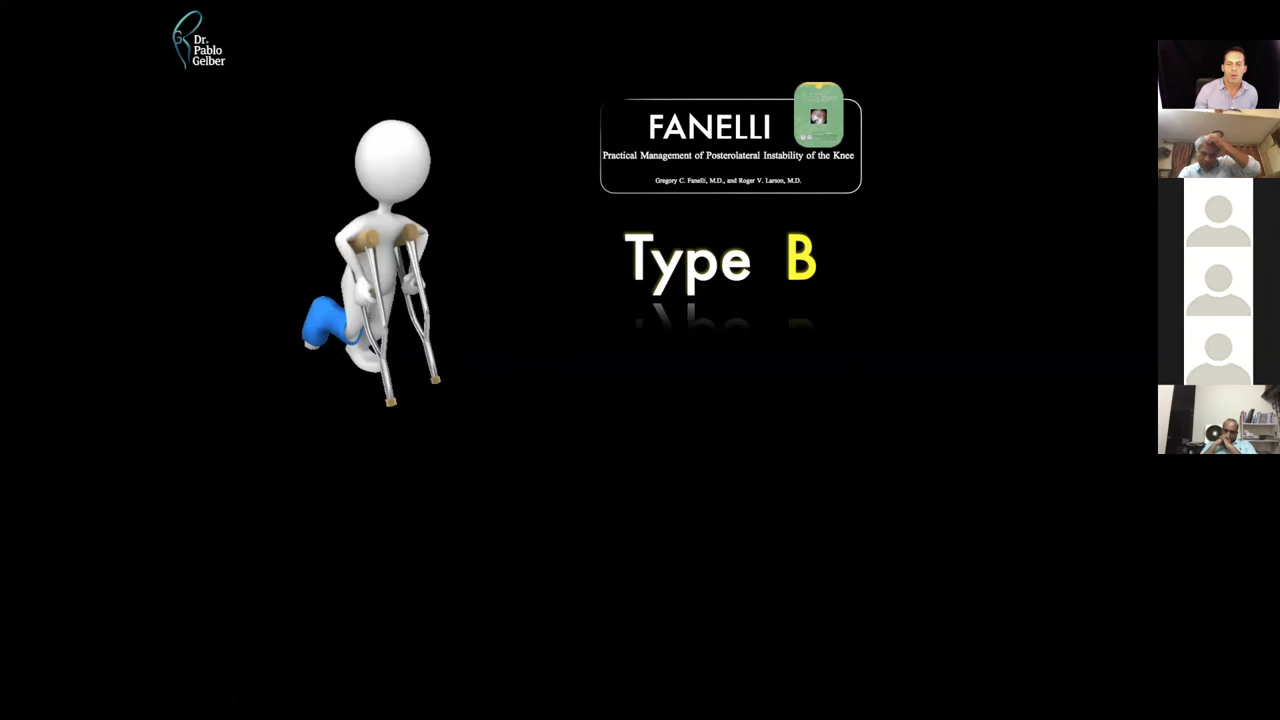 Dr.
Pablo
Gelber
FANELLI
Practical Management of Posterolateral Instability of the Knee
Gregory C. Fanelli, M.D., and Roger V. Larson, M.D.
Type B